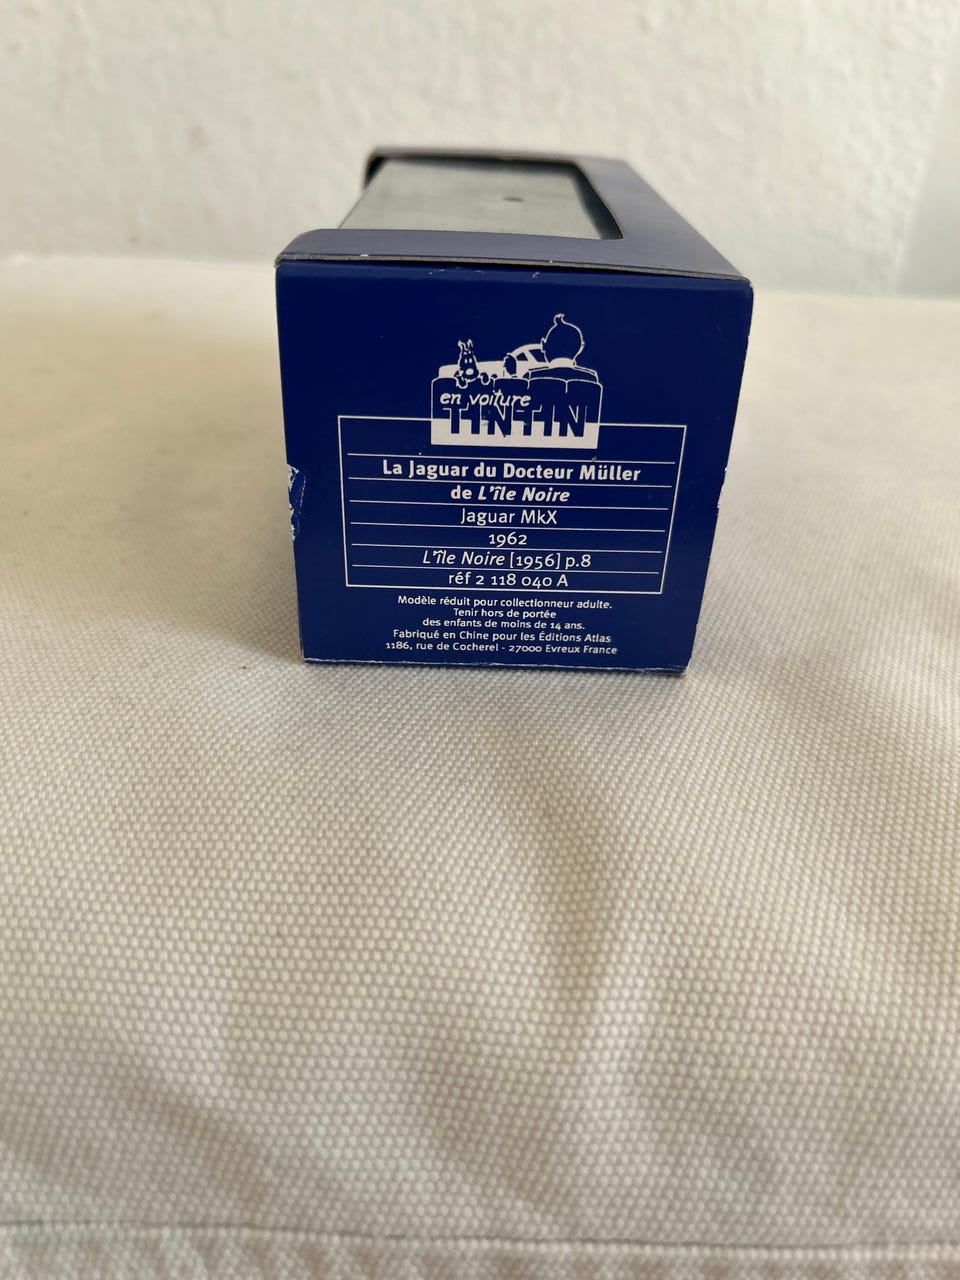 en voiture
TINTIN
La Jaguar du Docteur Müller
de L'île Noire
Jaguar MkX
1962
L'île Noire [1956] p.8
réf 2 118 040 A
Modèle réduit pour collectionneur adulte.
Tenir hors de portée
des enfants de moins de 14 ans.
Fabriqué en Chine pour les Éditions Atlas
1186, rue de Cocherel - 27000 Evreux France